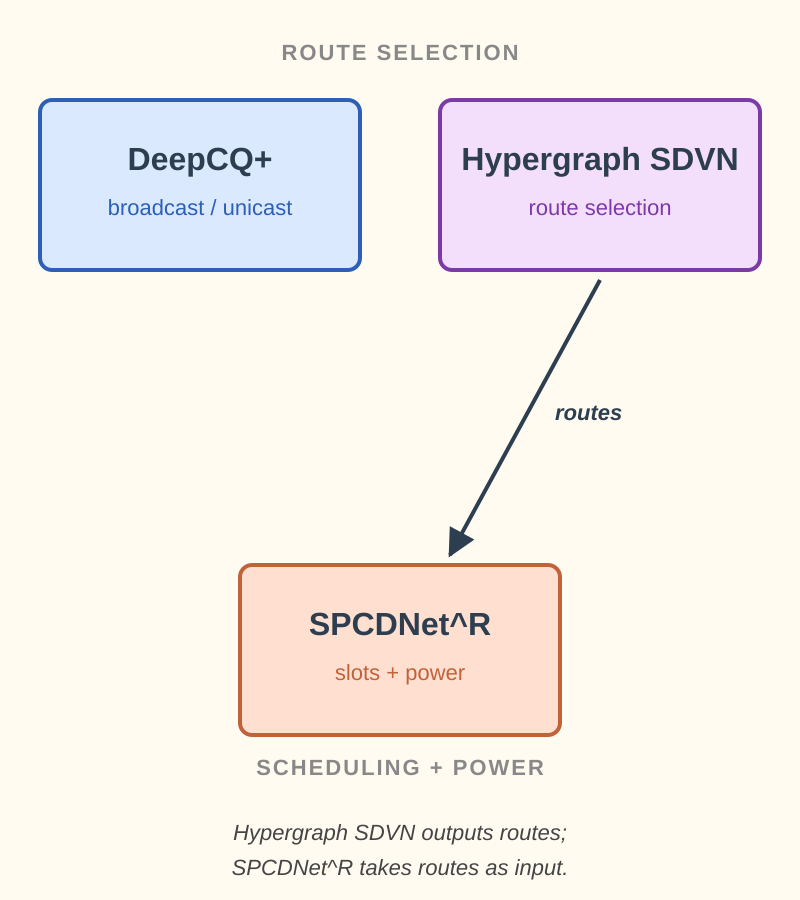 ROUTE SELECTION
DeepCQ+
broadcast / unicast
Hypergraph SDVN
route selection
routes
SPCDNet^R
slots + power
SCHEDULING + POWER
Hypergraph SDVN outputs routes;
SPCDNet^R takes routes as input.